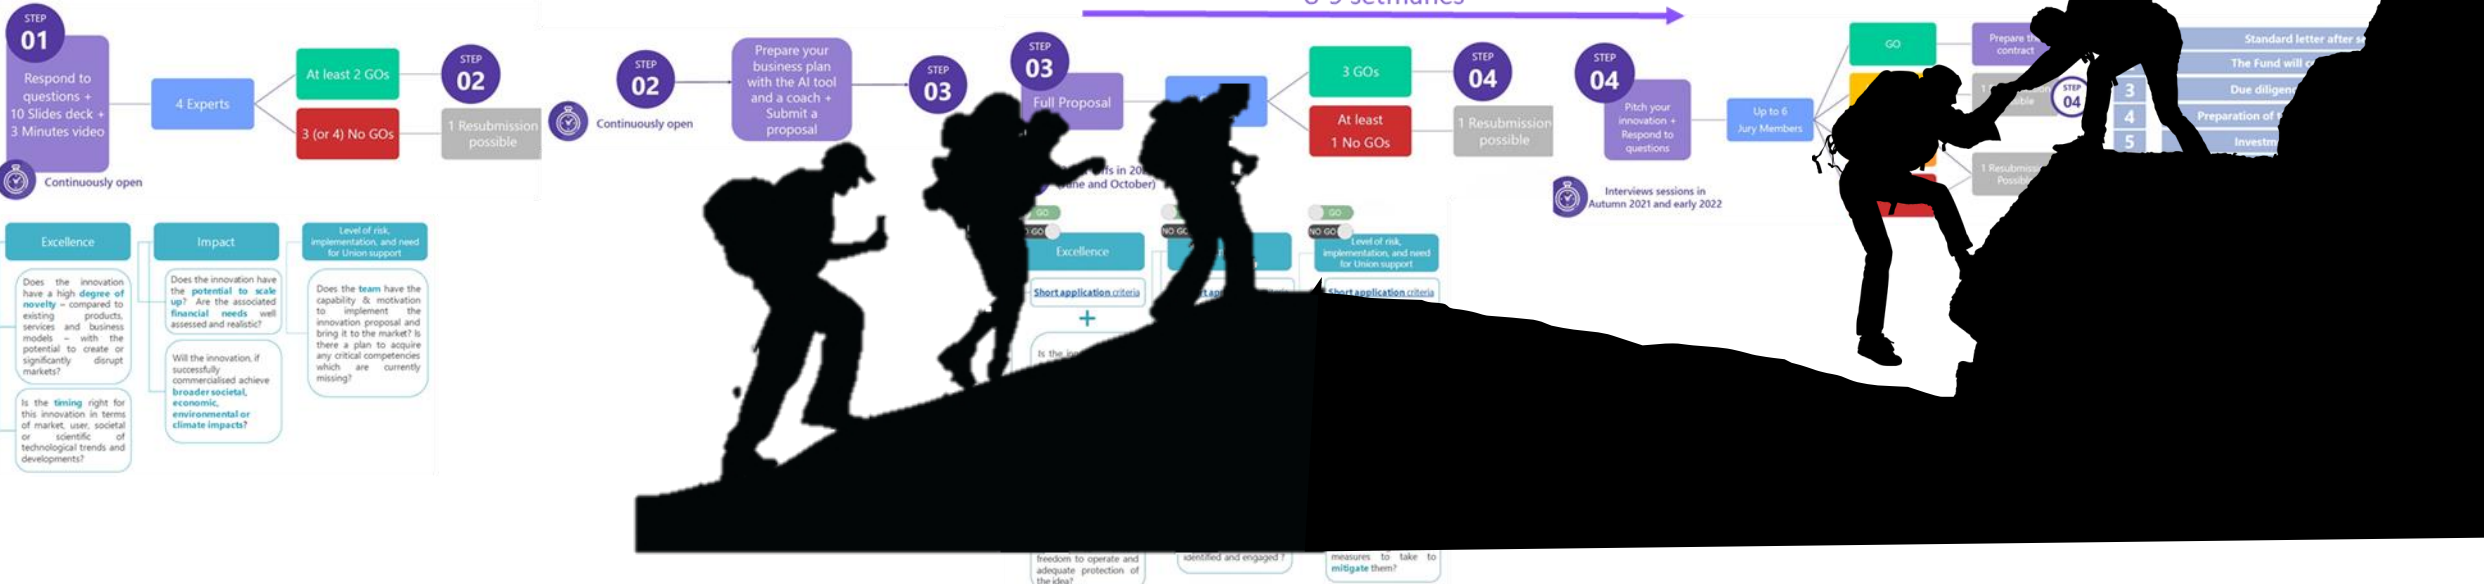 8-9 setmanes
STEP
01
Respond to
questions +
10 Slides deck +
3 Minutes video
Continuously open
4 Experts
At least 2 GOs
3 (or 4) No GOs
STEP
02
1 Resubmission
possible
STEP
02
Continuously open
Prepare your
business plan
with the AI tool
and a coach +
Submit a
proposal
STEP
03
STEP
03
Full Proposal
in 20
and October)
3 GOs
At least
1 No GOs
STEP
04
1 Resubmission
possible
STEP
04
Pitch your
innovation +
Respond to
questions
Interviews sessions in
Autumn 2021 and early 2022
Up to 6
Jury Members
GO
Prepare
contract
STEP
04
1 Resubmiss
Possi
Standard letter after
The Fund will
3
Due
4
Preparation of
5
Excellence
Does the innovation
have a high degree of
novelty – compared to
existing products,
services and business
models – with the
potential to create or
significantly disrupt
markets?
Is the timing right for
this innovation in terms
of market, user, societal
or scientific of
technological trends and
developments?
Impact
Does the innovation have
the potential to scale
up? Are the associated
financial needs well
assessed and realistic?
Will the innovation, if
successfully
commercialised achieve
broader societal,
economic,
environmental or
climate impacts?
Level of risk,
implementation, and need
for Union support
Does the team have the
capability & motivation
to implement the
innovation proposal and
bring it to the market? Is
there a plan to acquire
any critical competencies
which are currently
missing?
GO
GO
Excellence
Short application criteria
+
Is the
freedom to operate and
adequate protection of
the idea?
NO GO
identified and engaged ?
GO
NO GO
Level of risk,
implementation, and need
for Union support
Short application criteria
measures to take to
mitigate them?